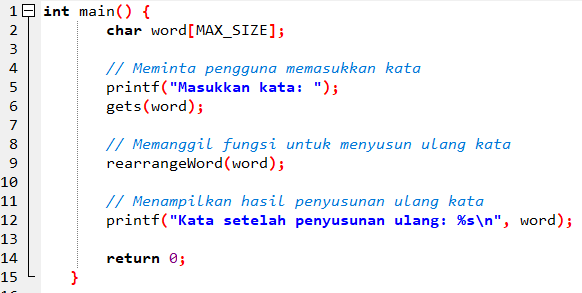 1 int main() {
2 char word[MAX_SIZE];
3
4 // Meminta pengguna memasukkan kata
5 printf("Masukkan kata: ");
6 gets(word);
7
8 // Memanggil fungsi untuk menyusun ulang kata
9 rearrangeWord(word);
10
11 // Menampilkan hasil penyusunan ulang kata
12 printf("Kata setelah penyusunan ulang: %s\n", word);
13
14 return 0;
15 }